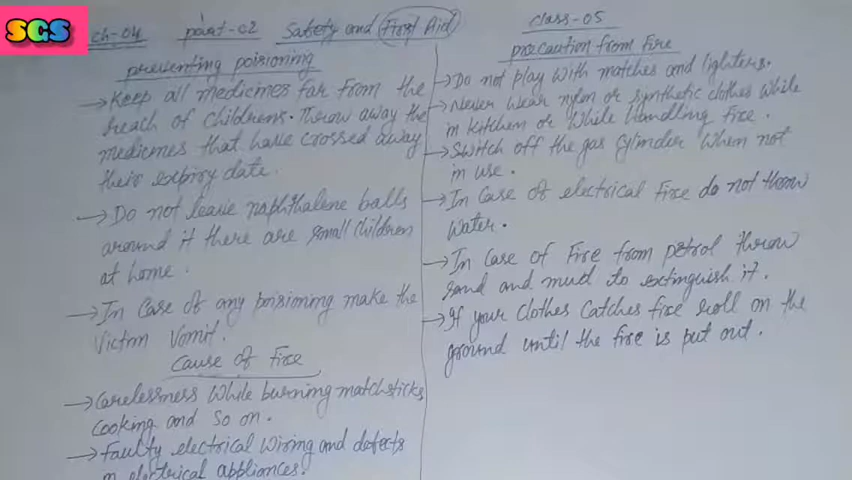 SGS
ch-04 part-02 Safety and First Aid
class-05
preventing poisioning
→ Keep all medicines far from the
reach of childrens. Throw away the
medicines that have crossed away
their expiry date.
→ Do not leave naphthalene balls
around if there are small children
at home.
→ In Case of any poisioning make the
Victim Vomit.
Cause of Fire
→ Carelessness While burning matchsticks
Cooking and So on.
→ Faulty electrical Wiring and defects
in electrical appliances.
precaution from Fire
→ Do not play with matches and lighters.
→ Never Wear nylon or synthetic clothes While
in Kitchen or While handling Fire.
→ Switch off the gas Cylinder When not
in use.
→ In Case of electrical Fire do not throw
Water.
→ In Case of Fire from petrol throw
sand and mud to extinguish it.
→ If your Clothes Catches fire roll on the
ground until the fire is put out.